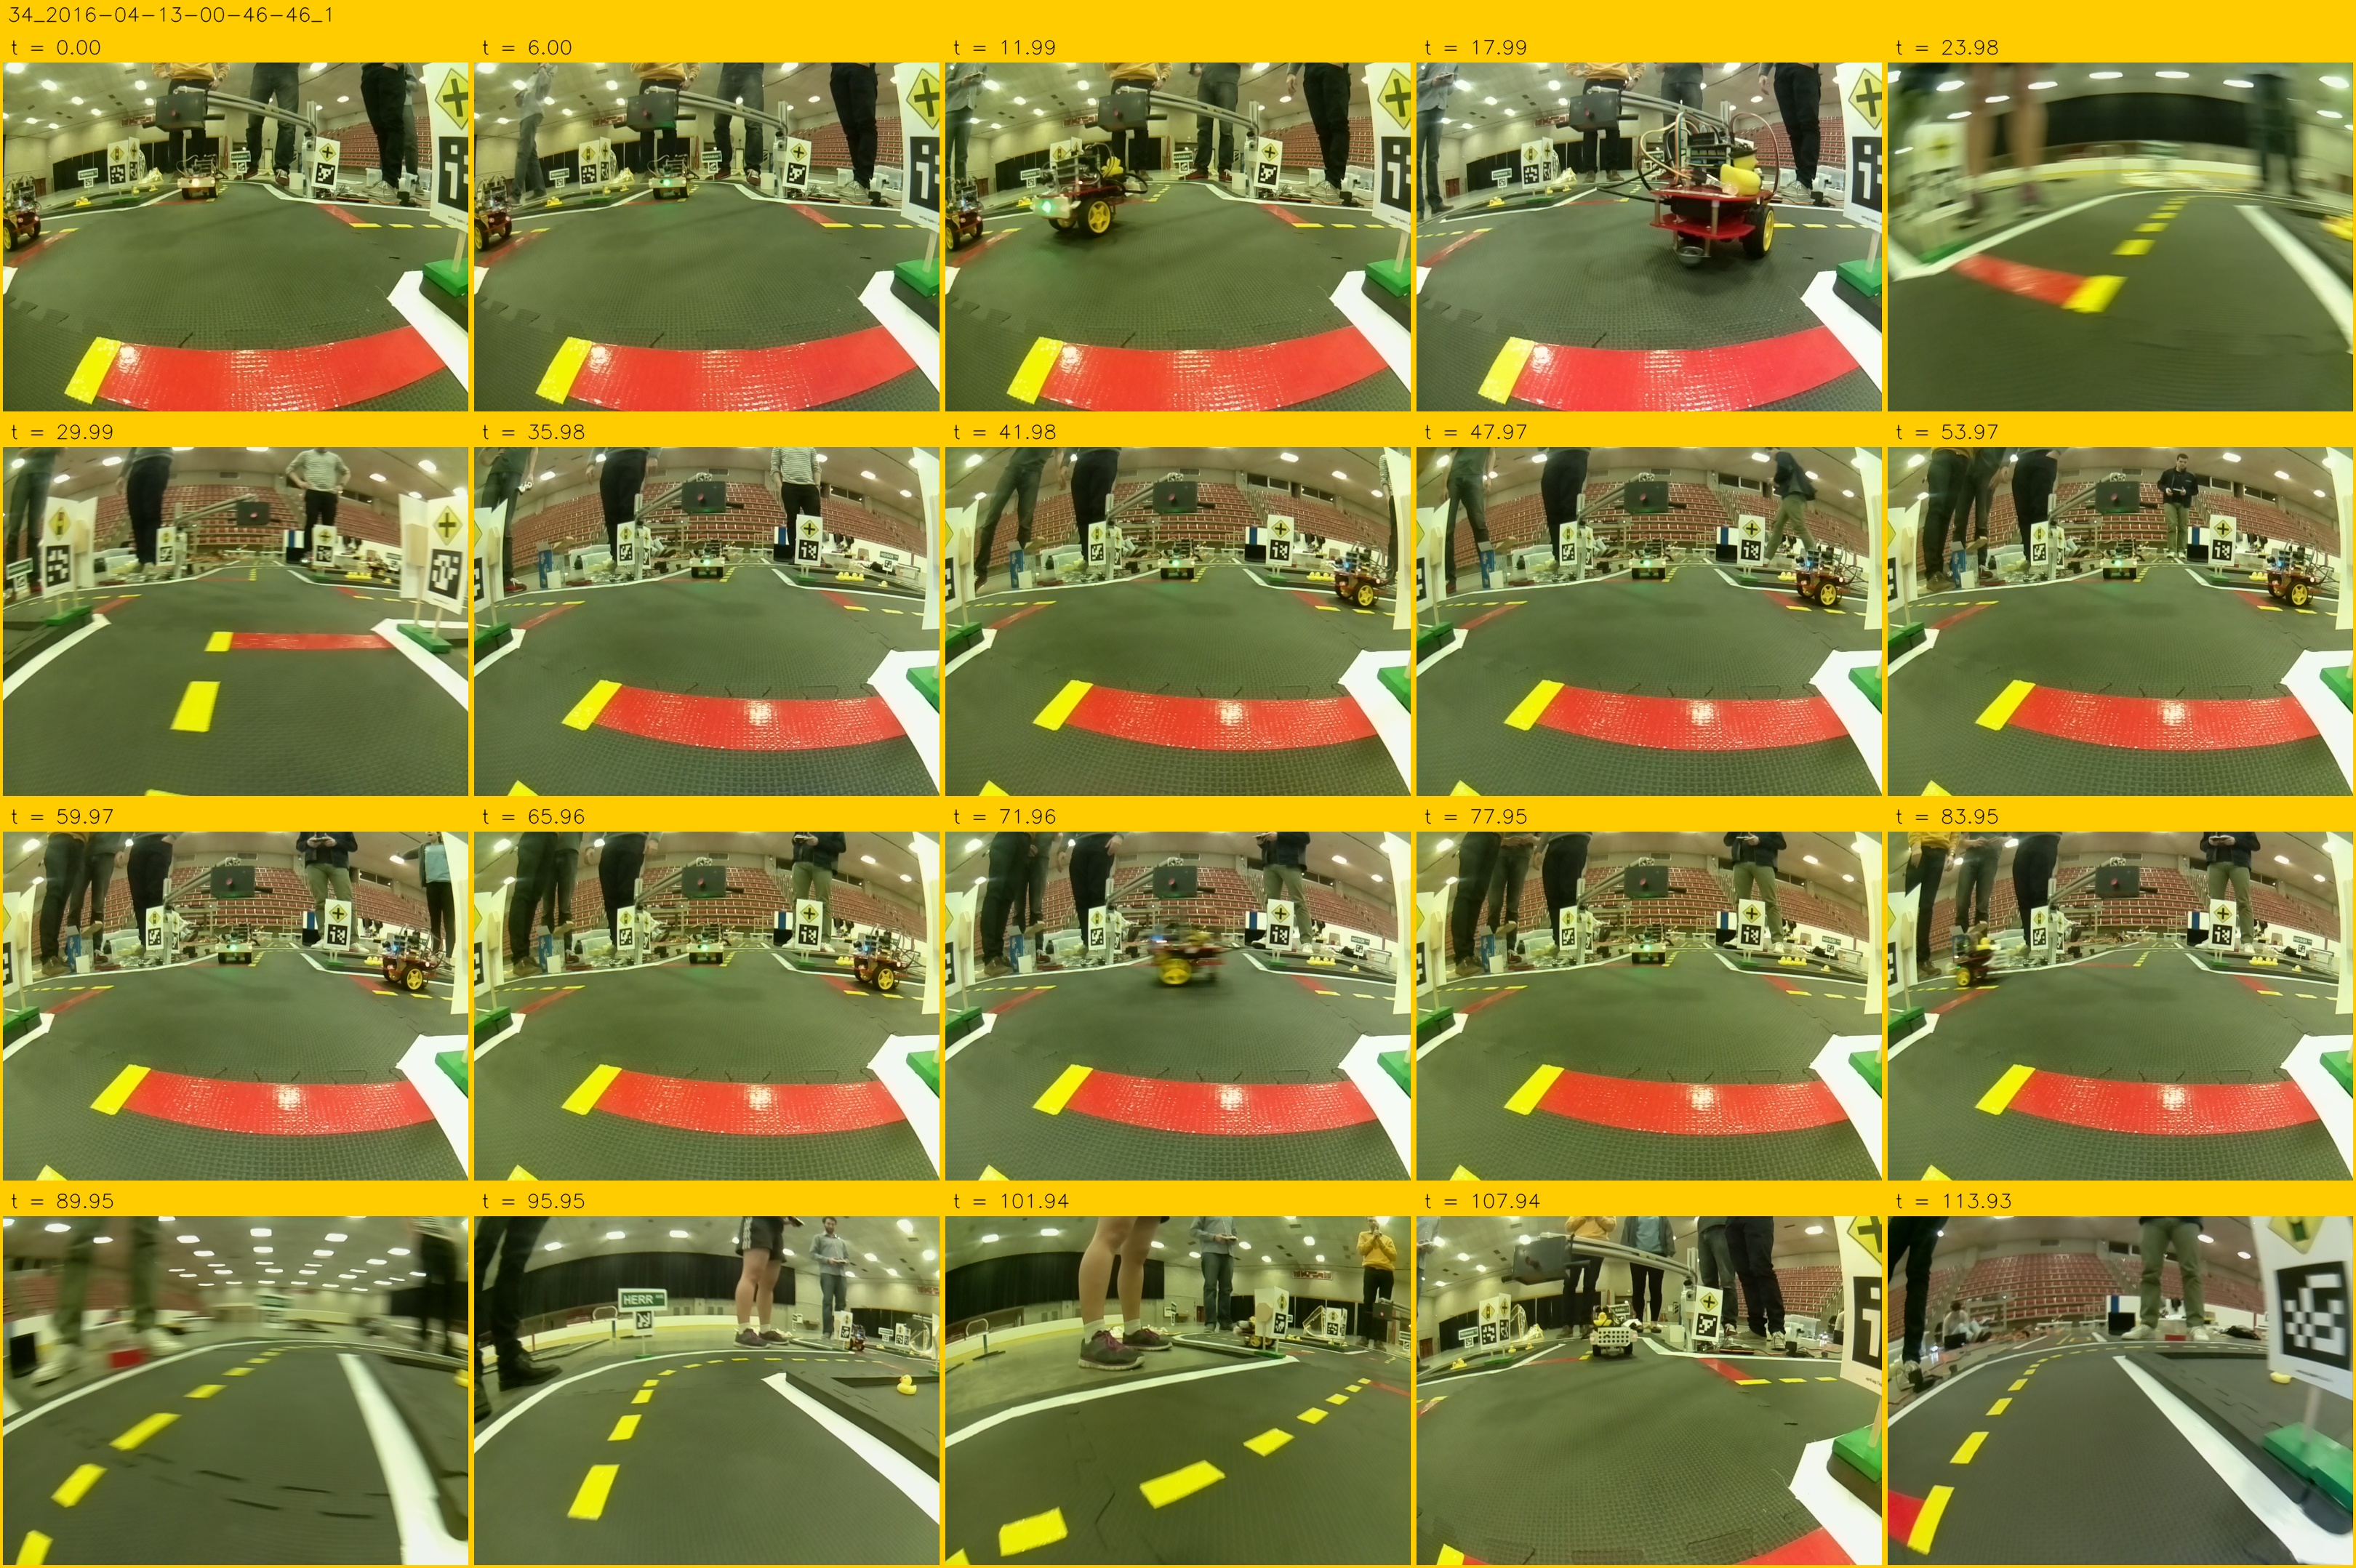 34_2016-04-13-00-46-46_1
t = 0.00
t = 6.00
t = 11.99
t = 17.99
t = 23.98
t = 29.99
t = 35.98
t = 41.98
t = 47.97
t = 53.97
t = 59.97
t = 65.96
t = 71.96
t = 77.95
t = 83.95
t = 89.95
t = 95.95
t = 101.94
t = 107.94
t = 113.93
HERR